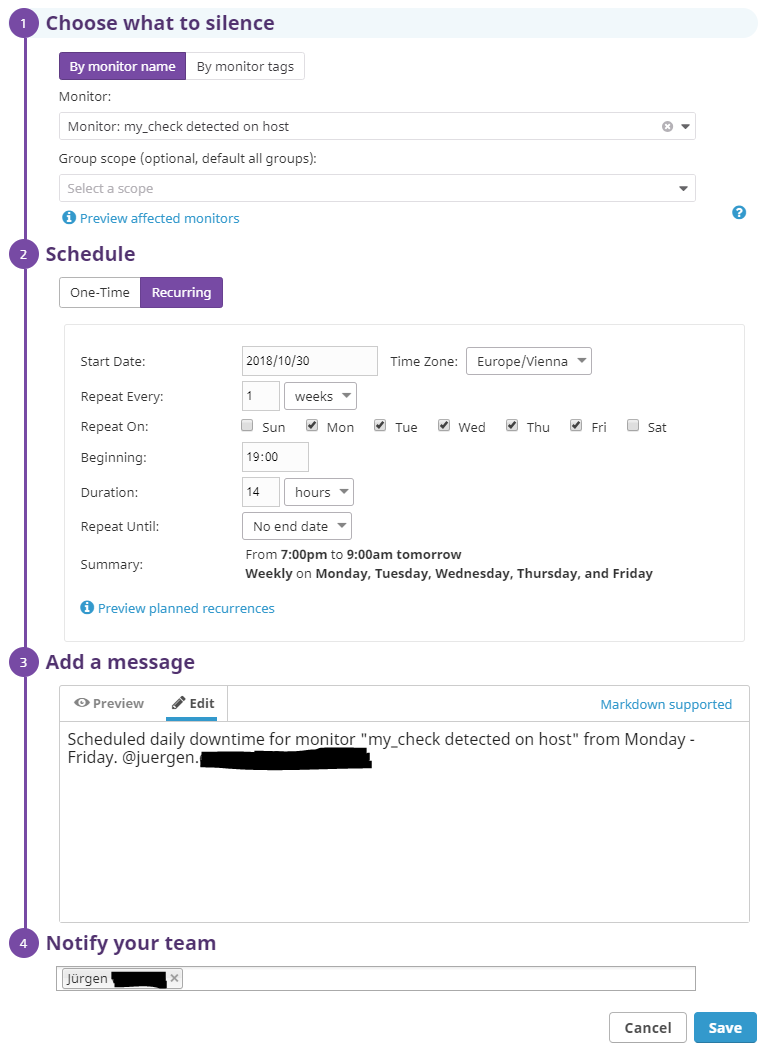 1 Choose what to silence
By monitor name By monitor tags
Monitor:
Monitor: my_check detected on host
Group scope (optional, default all groups):
Select a scope
Preview affected monitors
2 Schedule
One-Time Recurring
Start Date: 2018/10/30 Time Zone: Europe/Vienna
Repeat Every: 1 weeks
Repeat On: Sun Mon Tue Wed Thu Fri Sat
Beginning: 19:00
Duration: 14 hours
Repeat Until: No end date
Summary: From 7:00pm to 9:00am tomorrow
Weekly on Monday, Tuesday, Wednesday, Thursday, and Friday
Preview planned recurrences
3 Add a message
Preview Edit Markdown supported
Scheduled daily downtime for monitor "my_check detected on host" from Monday -
Friday. @juergen.
4 Notify your team
Jürgen
Cancel Save